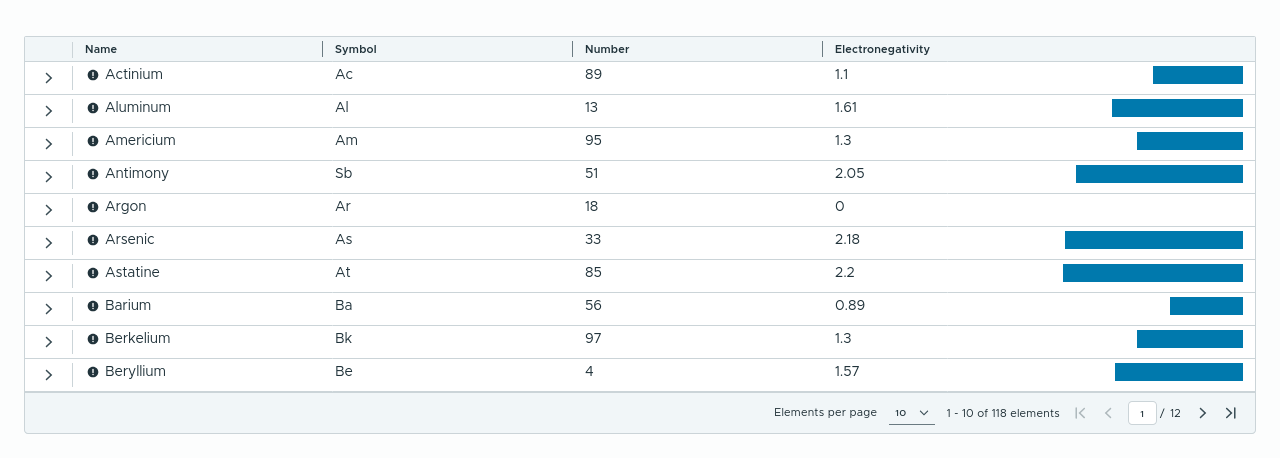 Name Symbol Number Electronegativity
Actinium Ac 89 1.1
Aluminum Al 13 1.61
Americium Am 95 1.3
Antimony Sb 51 2.05
Argon Ar 18 0
Arsenic As 33 2.18
Astatine At 85 2.2
Barium Ba 56 0.89
Berkelium Bk 97 1.3
Beryllium Be 4 1.57
Elements per page 10 1 - 10 of 118 elements 1 / 12